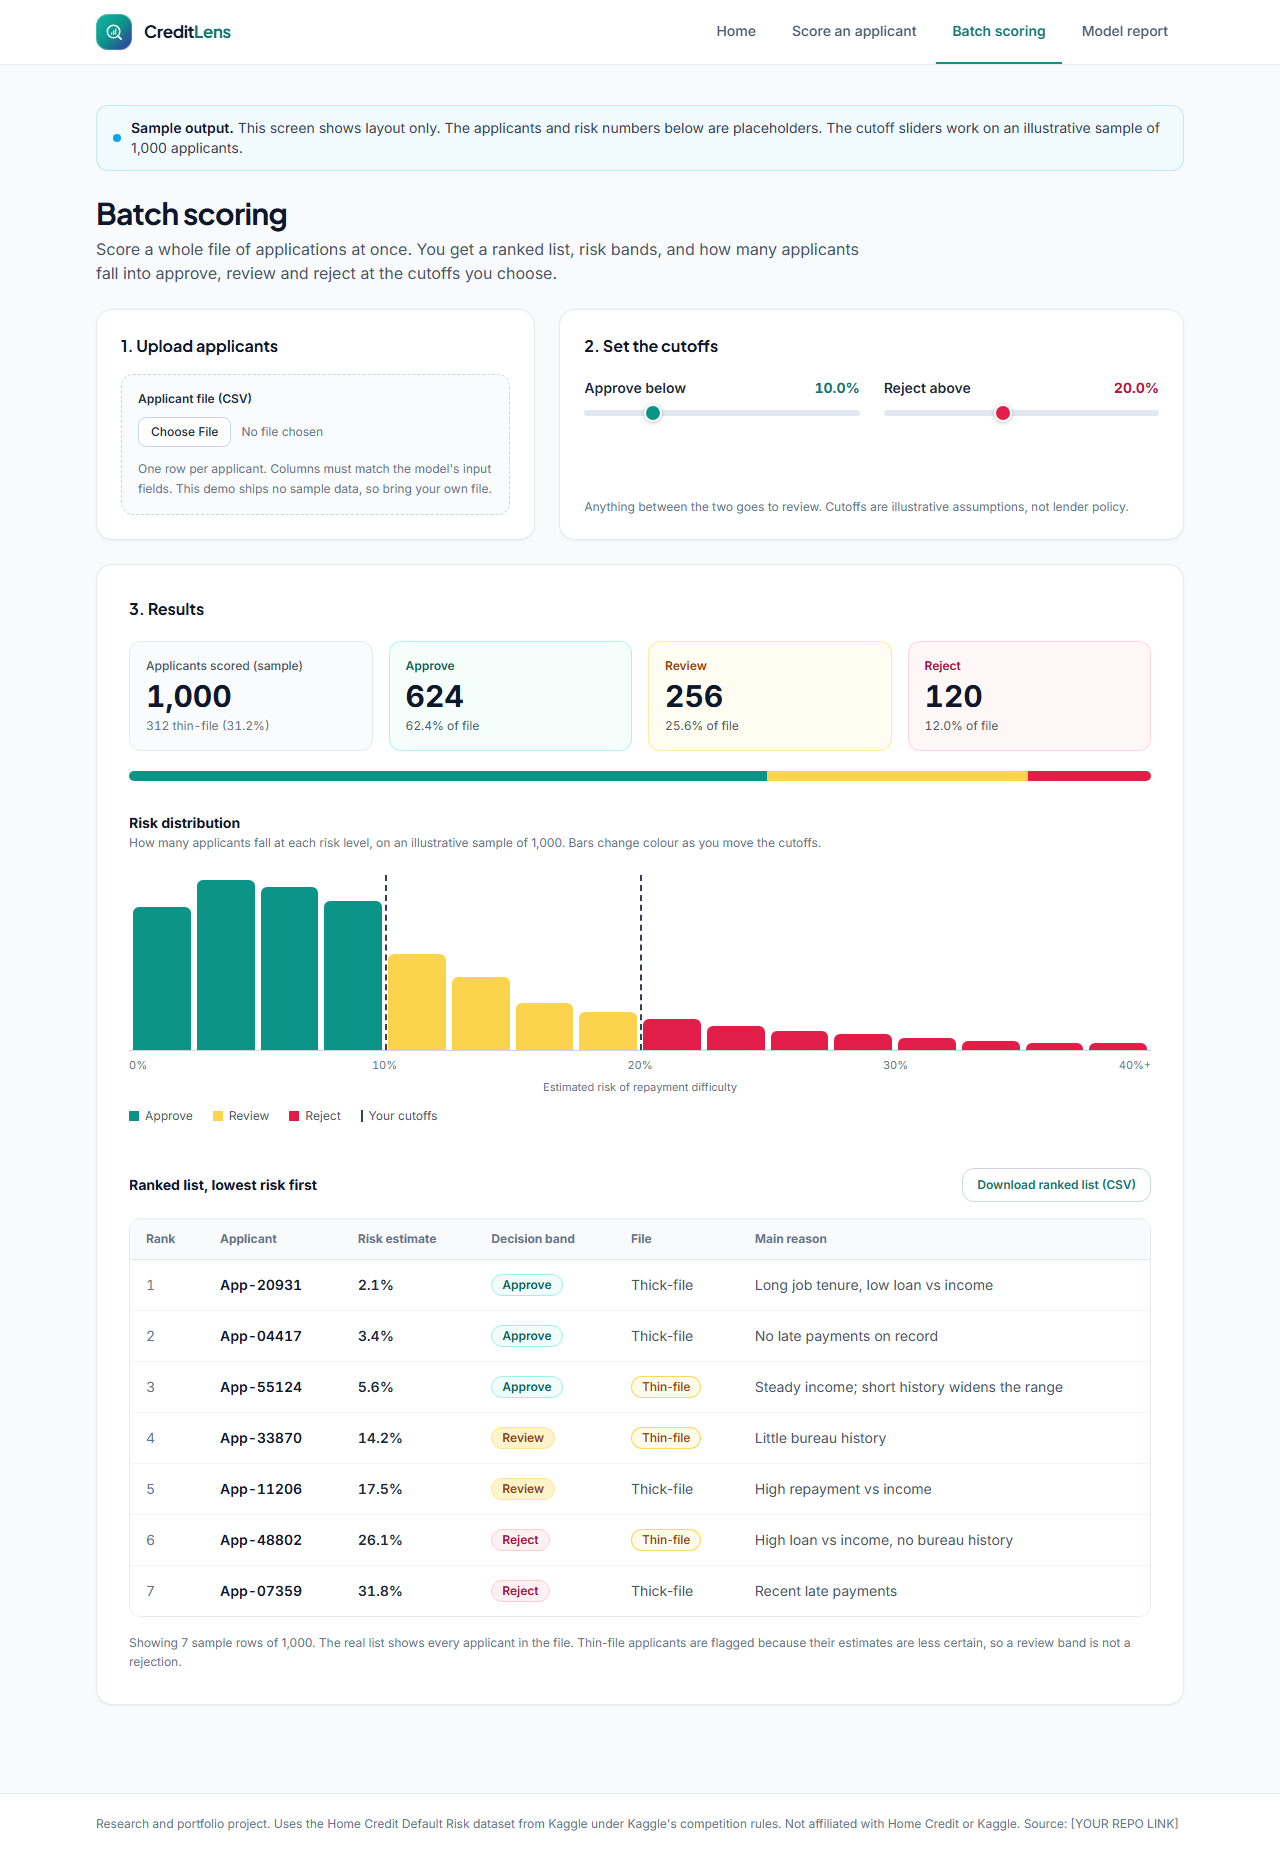 CreditLens
Home
Score an applicant
Batch scoring
Model report
Sample output. This screen shows layout only. The applicants and risk numbers below are placeholders. The cutoff sliders work on an illustrative sample of
1,000 applicants.
Batch scoring
Score a whole file of applications at once. You get a ranked list, risk bands, and how many applicants
fall into approve, review and reject at the cutoffs you choose.
1. Upload applicants
Applicant file (CSV)
Choose File No file chosen
One row per applicant. Columns must match the model's input
fields. This demo ships no sample data, so bring your own file.
2. Set the cutoffs
Approve below 10.0%
Reject above 20.0%
Anything between the two goes to review. Cutoffs are illustrative assumptions, not lender policy.
3. Results
Applicants scored (sample)
1,000
312 thin-file (31.2%)
Approve
624
62.4% of file
Review
256
25.6% of file
Reject
120
12.0% of file
Risk distribution
How many applicants fall at each risk level, on an illustrative sample of 1,000. Bars change colour as you move the cutoffs.
0% 10% 20% 30% 40%+
Estimated risk of repayment difficulty
Approve Review Reject Your cutoffs
Ranked list, lowest risk first
Download ranked list (CSV)
Rank Applicant Risk estimate Decision band File Main reason
1 App-20931 2.1% Approve Thick-file Long job tenure, low loan vs income
2 App-04417 3.4% Approve Thick-file No late payments on record
3 App-55124 5.6% Approve Thin-file Steady income; short history widens the range
4 App-33870 14.2% Review Thin-file Little bureau history
5 App-11206 17.5% Review Thick-file High repayment vs income
6 App-48802 26.1% Reject Thin-file High loan vs income, no bureau history
7 App-07359 31.8% Reject Thick-file Recent late payments
Showing 7 sample rows of 1,000. The real list shows every applicant in the file. Thin-file applicants are flagged because their estimates are less certain, so a review band is not a
rejection.
Research and portfolio project. Uses the Home Credit Default Risk dataset from Kaggle under Kaggle's competition rules. Not affiliated with Home Credit or Kaggle. Source: [YOUR REPO LINK]